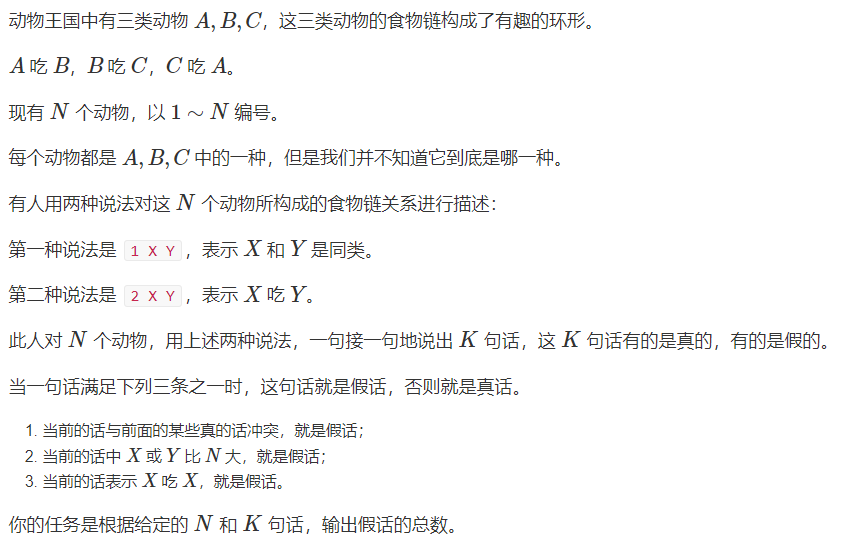 动物王国中有三类动物 A,B,C，这三类动物的食物链构成了有趣的环形。
A 吃 B，B 吃 C，C 吃 A。
现有 N 个动物，以 1∼N 编号。
每个动物都是 A,B,C 中的一种，但是我们并不知道它到底是哪一种。
有人用两种说法对这 N 个动物所构成的食物链关系进行描述：
第一种说法是 1 X Y，表示 X 和 Y 是同类。
第二种说法是 2 X Y，表示 X 吃 Y。
此人对 N 个动物，用上述两种说法，一句接一句地说出 K 句话，这 K 句话有的是真的，有的是假的。
当一句话满足下列三条之一时，这句话就是假话，否则就是真话。
1. 当前的话与前面的某些真的话冲突，就是假话；
2. 当前的话中 X 或 Y 比 N 大，就是假话；
3. 当前的话表示 X 吃 X，就是假话。
你的任务是根据给定的 N 和 K 句话，输出假话的总数。